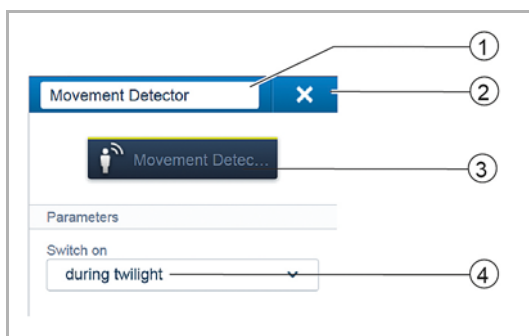 1
Movement Detector
2
Movement Detec...
3
Parameters
Switch on
during twilight
4